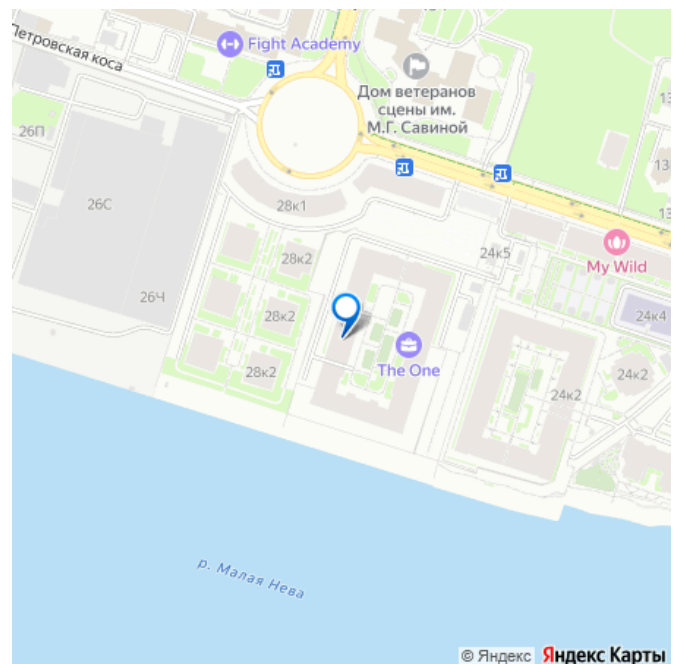 Петровская коса
Fight Academy
Дом ветеранов
сцены им.
М.Г. Савиной
26П
26С
26Ч
28к1
28к2
28к2
28к2
24к5
My Wild
24к4
The One
24к2
24к2
р. Малая Нева
© Яндекс Яндекс Карты